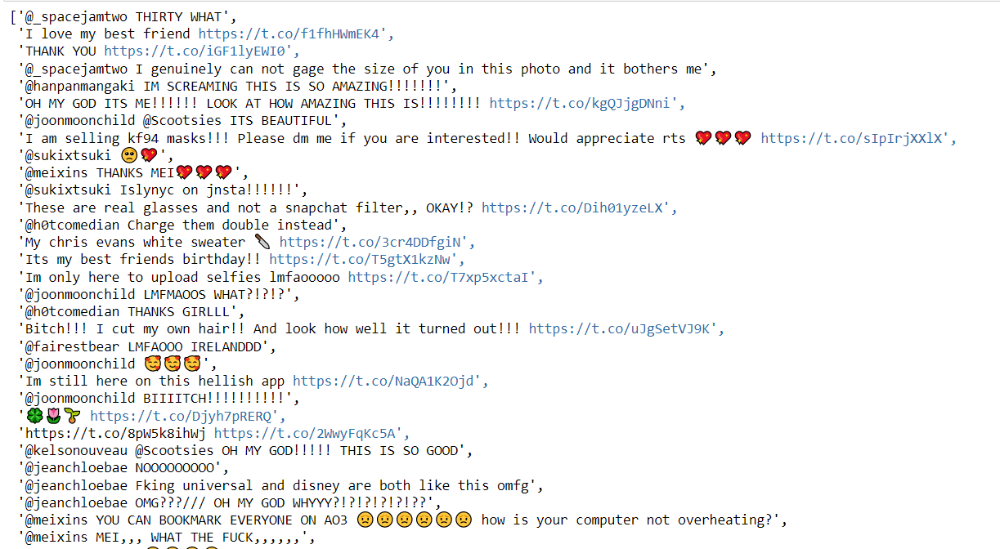 ['@_spacejamtwo THIRTY WHAT',
'I love my best friend https://t.co/f1fhHWmEK4',
'THANK YOU https://t.co/iGF1lyEWI0',
'@_spacejamtwo I genuinely can not gage the size of you in this photo and it bothers me',
'@hanpanmangaki IM SCREAMING THIS IS SO AMAZING!!!!!!!',
'OH MY GOD ITS ME!!!!!! LOOK AT HOW AMAZING THIS IS!!!!!!!! https://t.co/kgQJjgDNni',
'@joonmoonchild @Scootsies ITS BEAUTIFUL',
'I am selling kf94 masks!!! Please dm me if you are interested!! Would appreciate rts 💖💖💖 https://t.co/sIpIrjXXlX',
'@sukixtsuki 🥺💖',
'@meixins THANKS MEI💖💖💖',
'@sukixtsuki Islynyc on jnsta!!!!!!',
'These are real glasses and not a snapchat filter,, OKAY!? https://t.co/Dih01yzeLX',
'@h0tcomedian Charge them double instead',
'My chris evans white sweater 🔪 https://t.co/3cr4DDfgiN',
'Its my best friends birthday!! https://t.co/T5gtX1kzNw',
'Im only here to upload selfies lmfaooooo https://t.co/T7xp5xctaI',
'@joonmoonchild LMFMAOOS WHAT?!?!?',
'@h0tcomedian THANKS GIRLLL',
'Bitch!!! I cut my own hair!! And look how well it turned out!!! https://t.co/uJgSetVJ9K',
'@fairestbear LMFAOOO IRELANDDD',
'@joonmoonchild 🥰🥰🥰',
'Im still here on this hellish app https://t.co/NaQA1K2Ojd',
'@joonmoonchild BIIIITCH!!!!!!!!!!',
'🍀🌷🌱 https://t.co/Djyh7pRERQ',
'https://t.co/8pW5k8ihWj https://t.co/2WwyFqKc5A',
'@kelsonouveau @Scootsies OH MY GOD!!!!! THIS IS SO GOOD',
'@jeanchloebae NOOOOOOOOO',
'@jeanchloebae Fking universal and disney are both like this omfg',
'@jeanchloebae OMG???/// OH MY GOD WHYYY?!?!?!?!?!??',
'@meixins YOU CAN BOOKMARK EVERYONE ON AO3 😟😟😟😟😟😟 how is your computer not overheating?',
'@meixins MEI,,, WHAT THE FUCK,,,,,,',